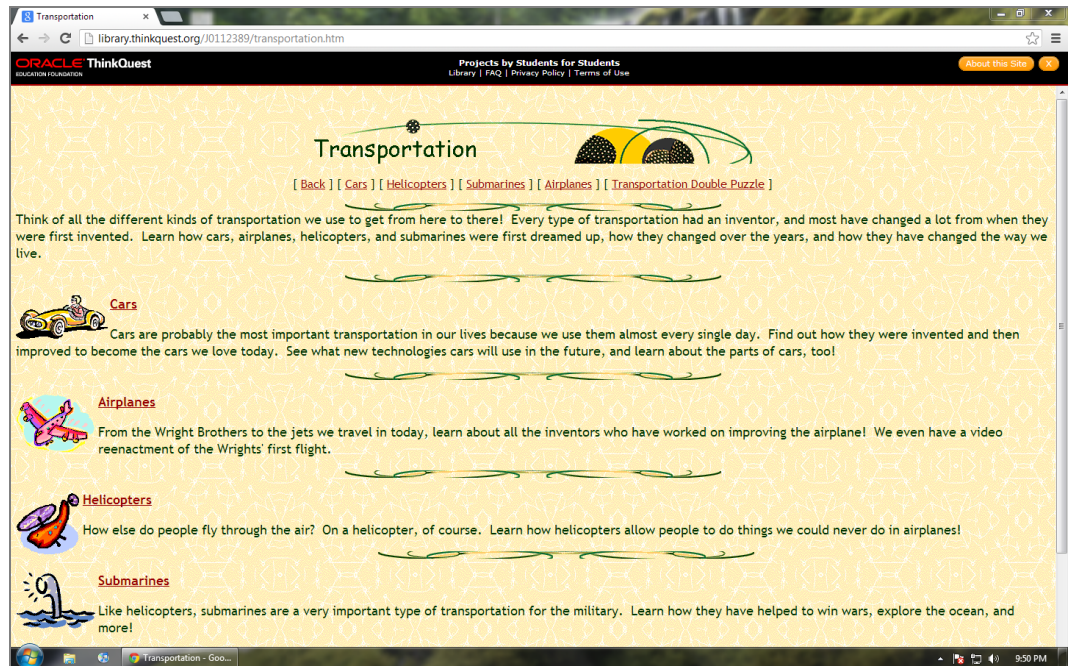 Transportation
library.thinkquest.org/J0112389/transportation.htm
ORACLE ThinkQuest
EDUCATION FOUNDATION
Projects by Students for Students
Library | FAQ | Privacy Policy | Terms of Use
About this Site X
Transportation
[ Back ] [ Cars ] [ Helicopters ] [ Submarines ] [ Airplanes ] [ Transportation Double Puzzle ]
Think of all the different kinds of transportation we use to get from here to there! Every type of transportation had an inventor, and most have changed a lot from when they
were first invented. Learn how cars, airplanes, helicopters, and submarines were first dreamed up, how they changed over the years, and how they have changed the way we
live.
Cars
Cars are probably the most important transportation in our lives because we use them almost every single day. Find out how they were invented and then
improved to become the cars we love today. See what new technologies cars will use in the future, and learn about the parts of cars, too!
Airplanes
From the Wright Brothers to the jets we travel in today, learn about all the inventors who have worked on improving the airplane! We even have a video
reenactment of the Wrights' first flight.
Helicopters
How else do people fly through the air? On a helicopter, of course. Learn how helicopters allow people to do things we could never do in airplanes!
Submarines
Like helicopters, submarines are a very important type of transportation for the military. Learn how they have helped to win wars, explore the ocean, and
more!
Transportation - Goo...
9:50 PM